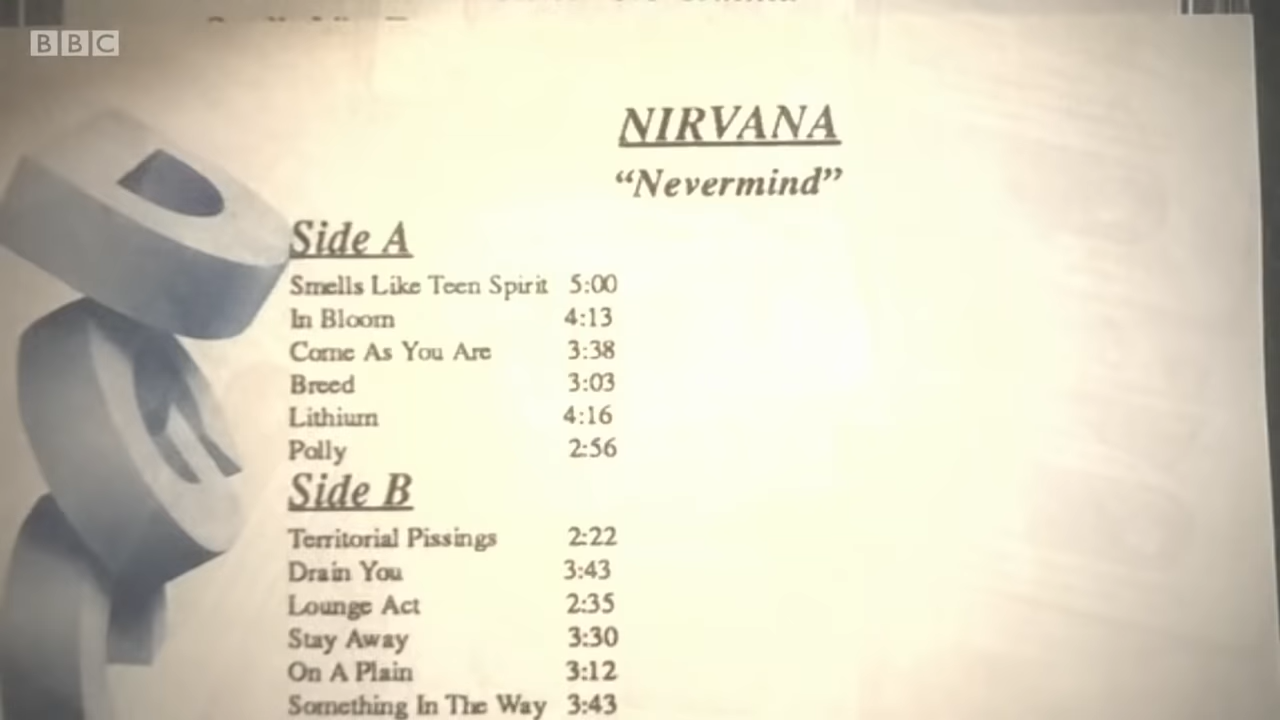 BBC
NIRVANA
“Nevermind”
Side A
Smells Like Teen Spirit 5:00
In Bloom 4:13
Come As You Are 3:38
Breed 3:03
Lithium 4:16
Polly 2:56
Side B
Territorial Pissings 2:22
Drain You 3:43
Lounge Act 2:35
Stay Away 3:30
On A Plain 3:12
Something In The Way 3:43